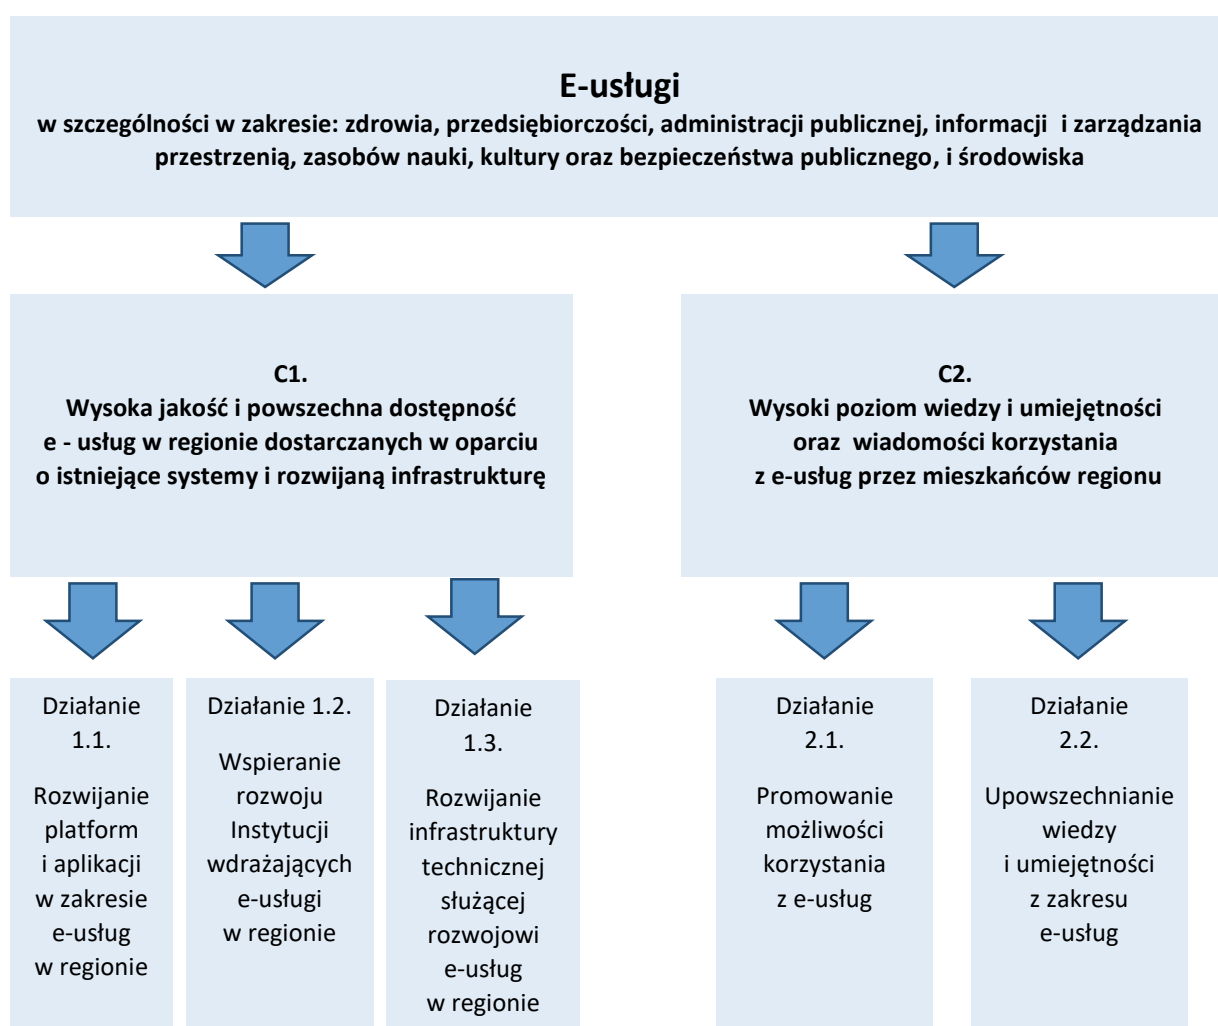 E-usługi
w szczególności w zakresie: zdrowia, przedsiębiorczości, administracji publicznej, informacji i zarządzania
przestrzenią, zasobów nauki, kultury oraz bezpieczeństwa publicznego, i środowiska
C1.
Wysoka jakość i powszechna dostępność
e - usług w regionie dostarczanych w oparciu
o istniejące systemy i rozwijaną infrastrukturę
C2.
Wysoki poziom wiedzy i umiejętności
oraz wiadomości korzystania
z e-usług przez mieszkańców regionu
Działanie
1.1.
Rozwijanie
platform
i aplikacji
w zakresie
e-usług
w regionie
Działanie 1.2.
Wspieranie
rozwoju
Instytucji
wdrażających
e-usługi
w regionie
Działanie
1.3.
Rozwijanie
infrastruktury
technicznej
służącej
rozwojowi
e-usług
w regionie
Działanie
2.1.
Promowanie
możliwości
korzystania
z e-usług
Działanie
2.2.
Upowszechnianie
wiedzy
i umiejętności
z zakresu
e-usług